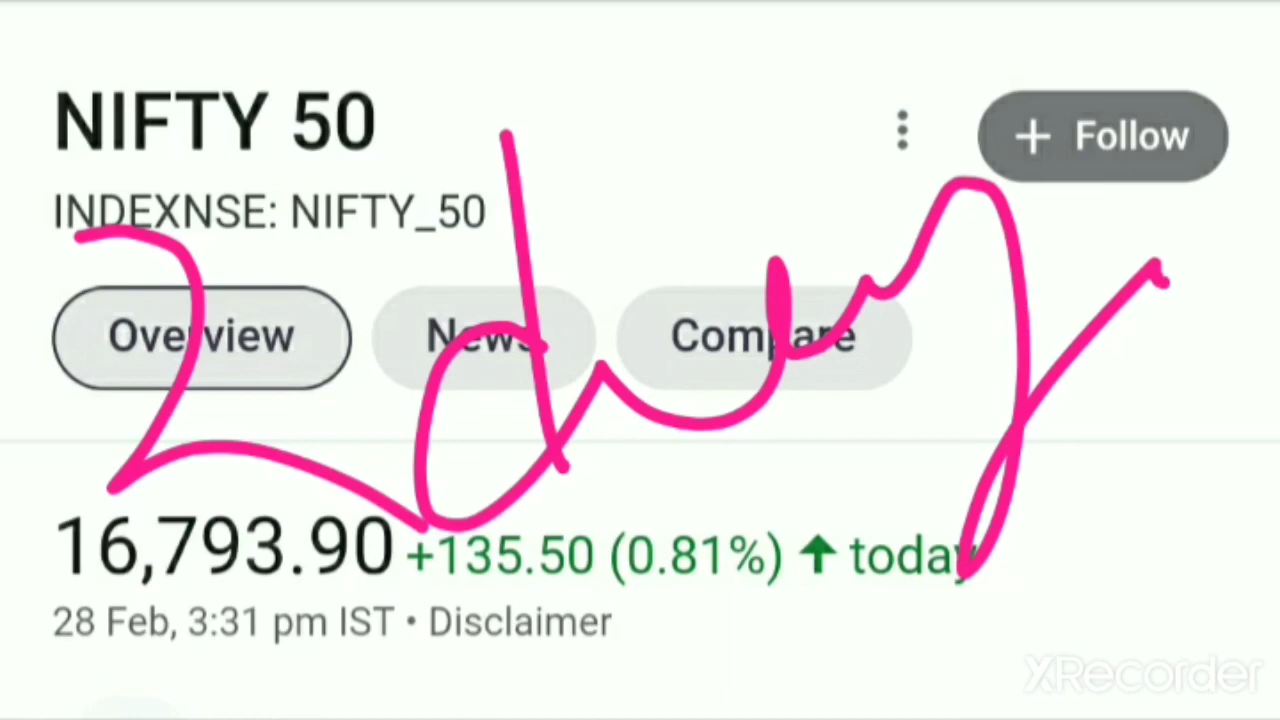 NIFTY 50
+ Follow
INDEXNSE: NIFTY_50
Overview News Compare
16,793.90 +135.50 (0.81%) ↑ today
28 Feb, 3:31 pm IST • Disclaimer
XRecorder